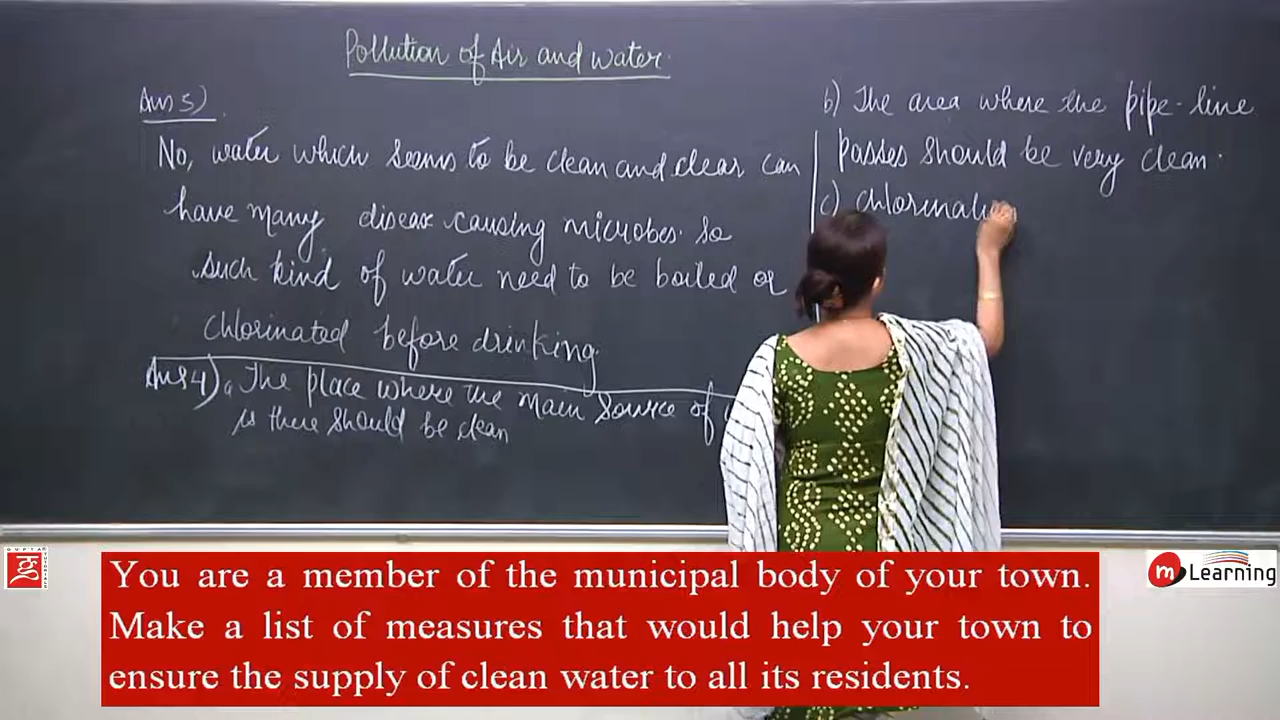 Pollution of Air and water.
Ans 5)
No, water which seems to be clean and clear can
have many disease causing microbes. so
such kind of water need to be boiled or
chlorinated before drinking.
Ans 4) a The place where the main source of
is there should be clean
b) The area where the pipe-line
passes should be very clean.
c) Chlorinati
You are a member of the municipal body of your town.
Make a list of measures that would help your town to
ensure the supply of clean water to all its residents.
GUPTA
TUTORIALS
m Learning